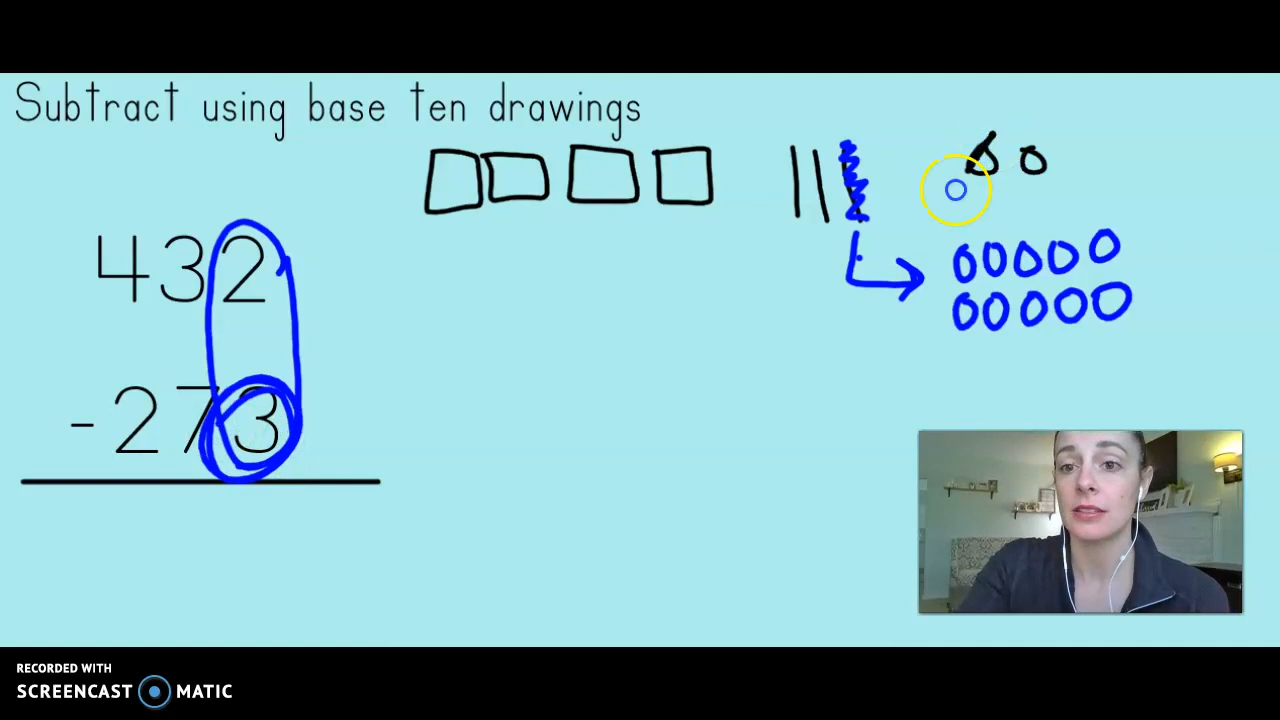 Subtract using base ten drawings
432
-273
RECORDED WITH
SCREENCAST MATIC